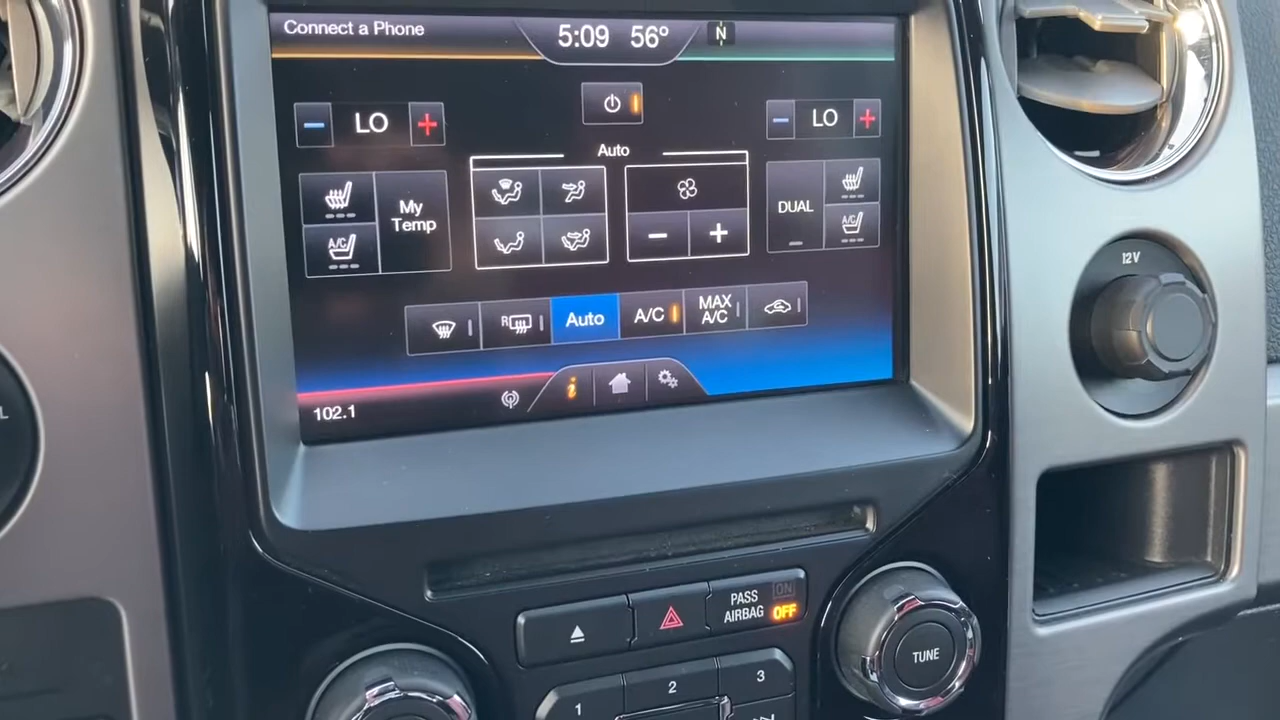 Connect a Phone
5:09 56° N
LO
LO
Auto
My
Temp
A/C
DUAL
A/C
R
Auto
A/C
MAX
A/C
102.1
12V
L
PASS
AIRBAG
ON
OFF
TUNE
1
2
3